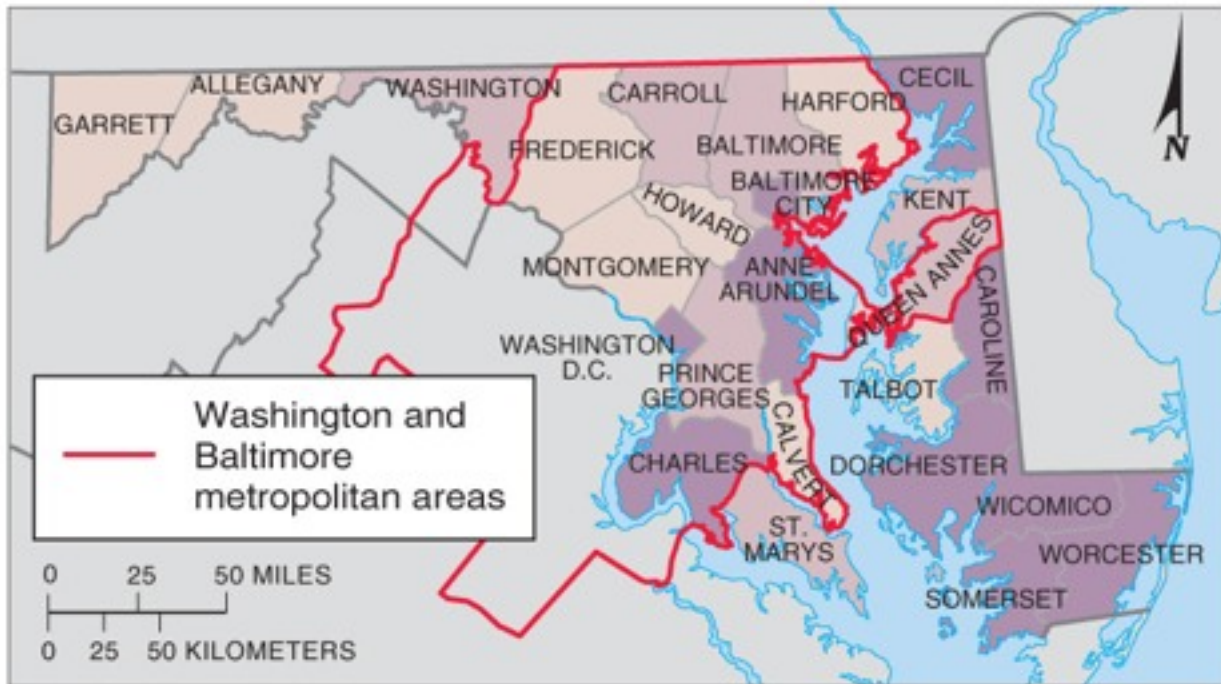 GARRETT
ALLEGANY
WASHINGTON
FREDERICK
CARROLL
BALTIMORE
HARFORD
CECIL
BALTIMORE
CITY
HOWARD
KENT
MONTGOMERY
ANNE
ARUNDEL
QUEEN ANNES
CAROLINE
WASHINGTON
D.C.
PRINCE
GEORGES
TALBOT
CALVERT
CHARLES
DORCHESTER
ST.
MARYS
WICOMICO
WORCESTER
SOMERSET
N
Washington and
Baltimore
metropolitan areas
0 25 50 MILES
0 25 50 KILOMETERS